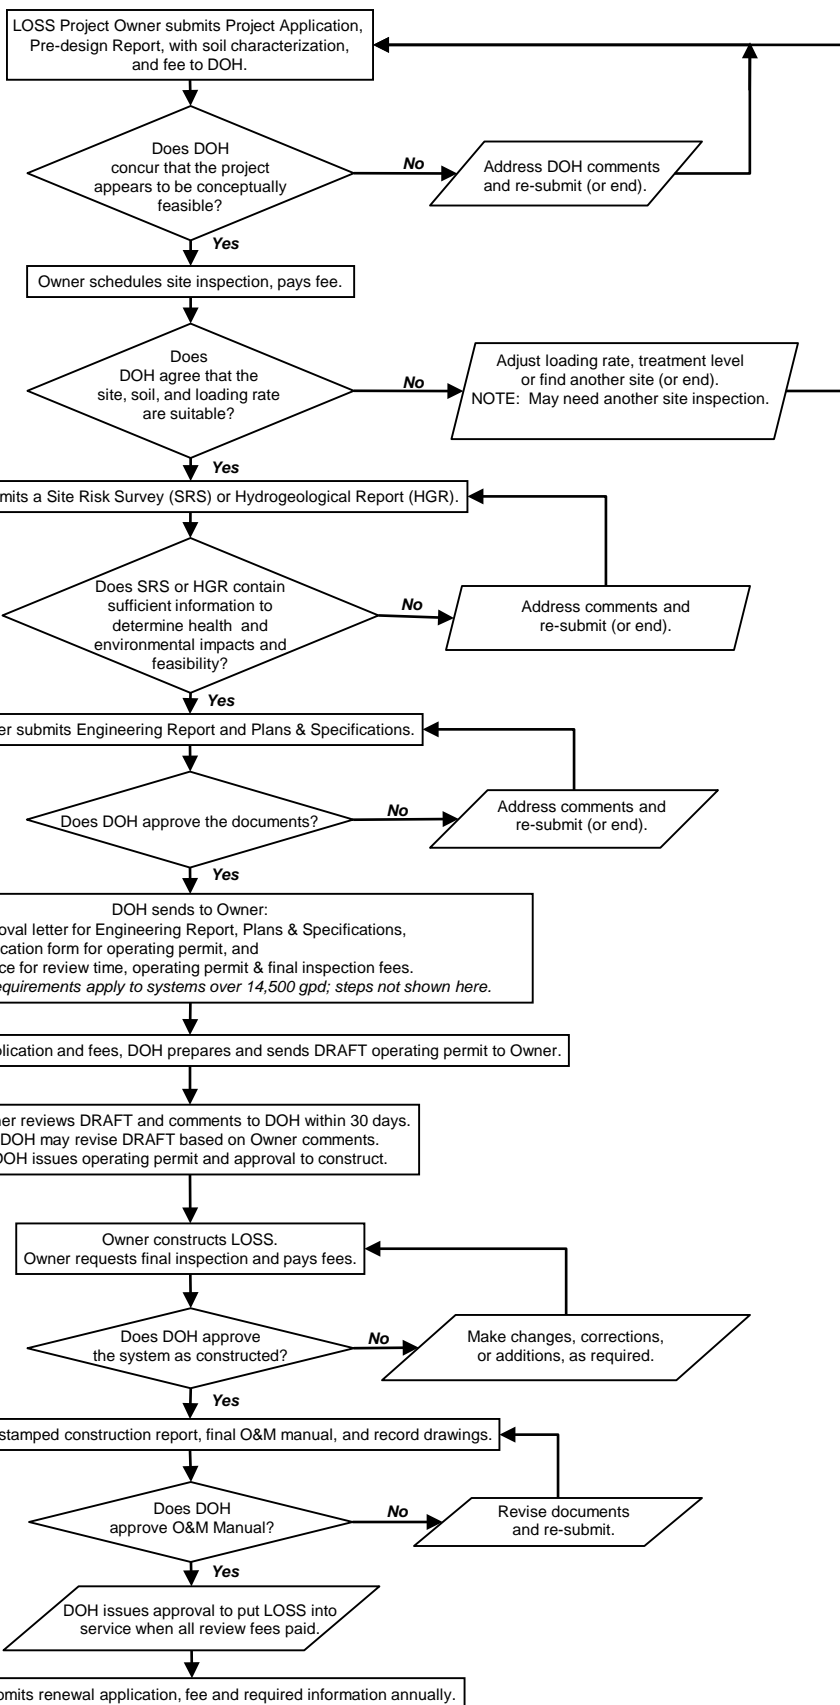 LOSS Project Owner submits Project Application,
Pre-design Report, with soil characterization,
and fee to DOH.
Does DOH
concur that the project
appears to be conceptually
feasible?
No
Address DOH comments
and re-submit (or end).
Yes
Owner schedules site inspection, pays fee.
Does
DOH agree that the
site, soil, and loading rate
are suitable?
No
Adjust loading rate, treatment level
or find another site (or end).
NOTE: May need another site inspection.
Yes
mits a Site Risk Survey (SRS) or Hydrogeological Report (HGR).
Does SRS or HGR contain
sufficient information to
determine health and
environmental impacts and
feasibility?
No
Address comments and
re-submit (or end).
Yes
er submits Engineering Report and Plans & Specifications.
Does DOH approve the documents?
No
Address comments and
re-submit (or end).
Yes
DOH sends to Owner:
oval letter for Engineering Report, Plans & Specifications,
cation form for operating permit, and
ce for review time, operating permit & final inspection fees.
equirements apply to systems over 14,500 gpd; steps not shown here.
lication and fees, DOH prepares and sends DRAFT operating permit to Owner.
er reviews DRAFT and comments to DOH within 30 days.
DOH may revise DRAFT based on Owner comments.
DOH issues operating permit and approval to construct.
Owner constructs LOSS.
Owner requests final inspection and pays fees.
Does DOH approve
the system as constructed?
No
Make changes, corrections,
or additions, as required.
Yes
stamped construction report, final O&M manual, and record drawings.
Does DOH
approve O&M Manual?
No
Revise documents
and re-submit.
Yes
DOH issues approval to put LOSS into
service when all review fees paid.
omits renewal application, fee and required information annually.